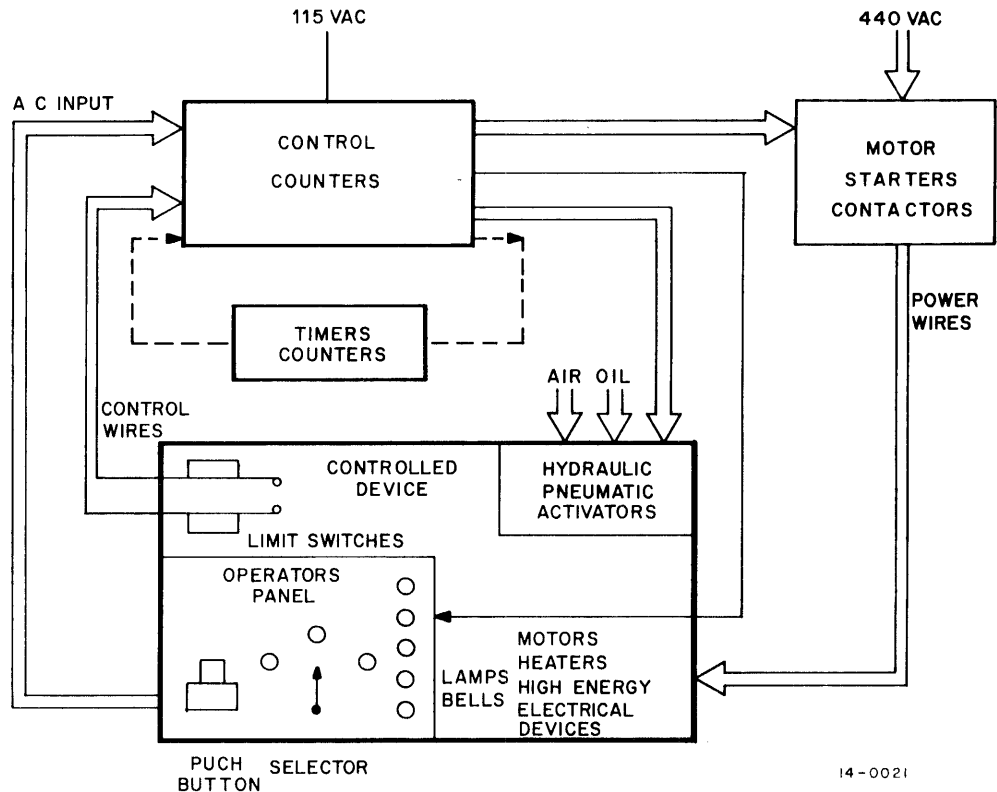 115 VAC
440 VAC
A C INPUT
CONTROL
COUNTERS
MOTOR
STARTERS
CONTACTORS
TIMERS
COUNTERS
POWER
WIRES
AIR OIL
CONTROL
WIRES
CONTROLLED
DEVICE
HYDRAULIC
PNEUMATIC
ACTIVATORS
LIMIT SWITCHES
OPERATORS
PANEL
LAMPS
BELLS
MOTORS
HEATERS
HIGH ENERGY
ELECTRICAL
DEVICES
PUCH
BUTTON
SELECTOR
14-0021